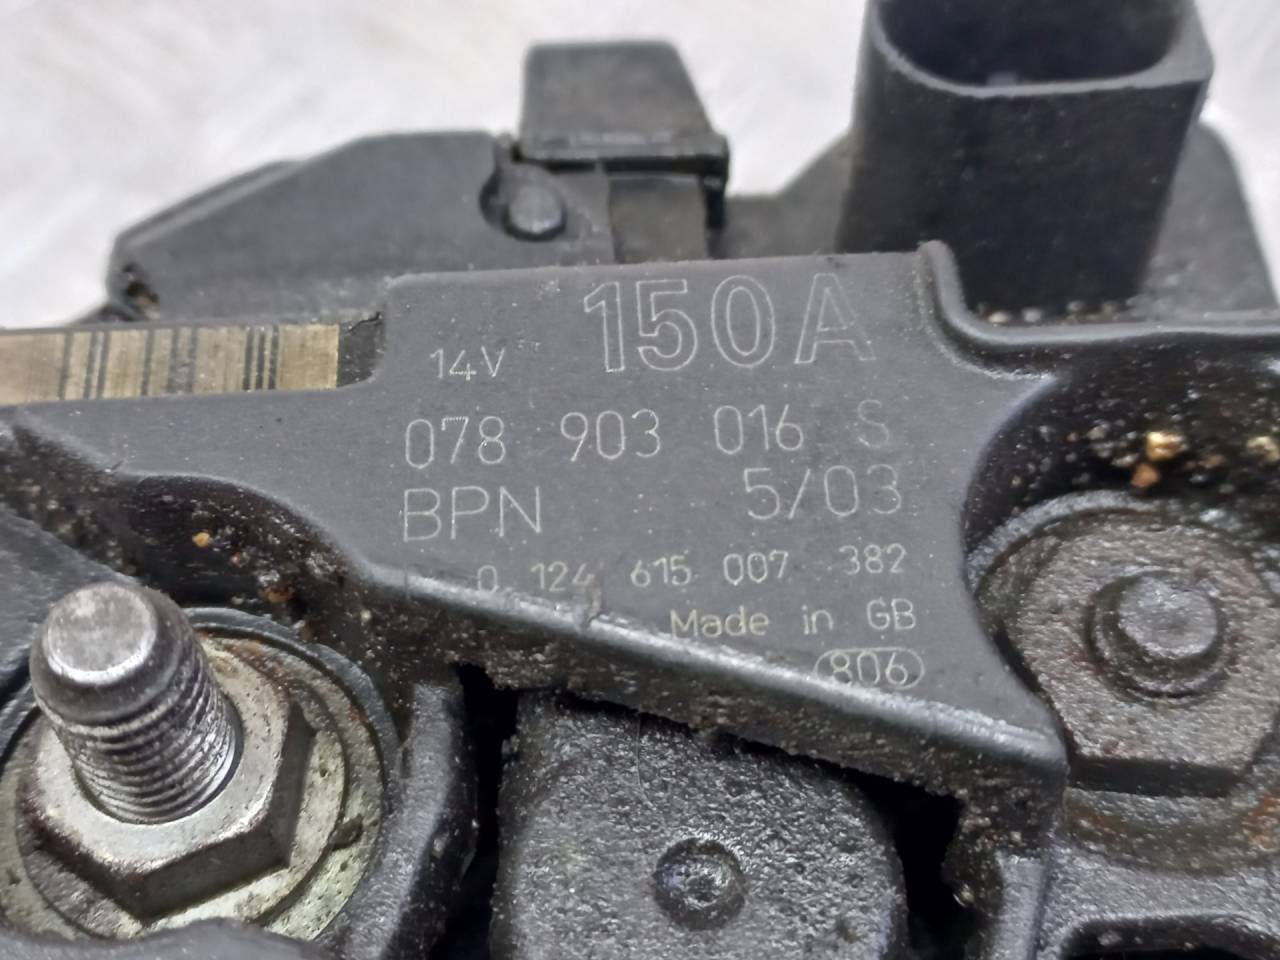 14V 150A
078 903 016 S
BPN 5/03
0 124 615 007 382
Made in GB
806